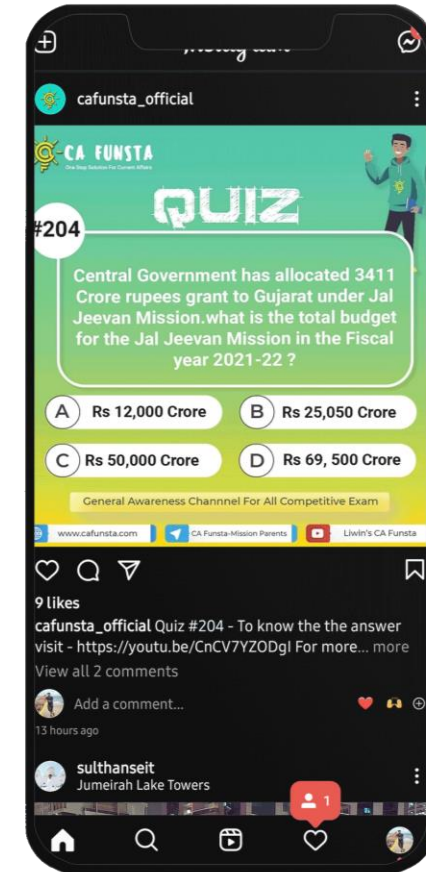 cafunsta_official
CA FUNSTA
One Stop Solution For Current Affairs
QUIZ
#204
Central Government has allocated 3411
Crore rupees grant to Gujarat under Jal
Jeevan Mission.what is the total budget
for the Jal Jeevan Mission in the Fiscal
year 2021-22 ?
A Rs 12,000 Crore
B Rs 25,050 Crore
C Rs 50,000 Crore
D Rs 69, 500 Crore
General Awareness Channnel For All Competitive Exam
www.cafunsta.com
CA Funsta-Mission Parents
Liwin's CA Funsta
9 likes
cafunsta_official Quiz #204 - To know the the answer
visit - https://youtu.be/CnCV7YZODgI For more... more
View all 2 comments
Add a comment...
13 hours ago
sulthanseit
Jumeirah Lake Towers
1